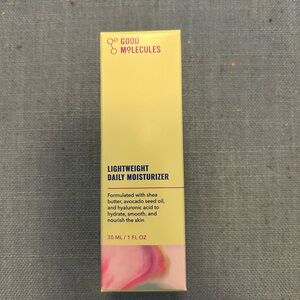 GOOD
MOLECULES
LIGHTWEIGHT
DAILY MOISTURIZER
Formulated with shea
butter, avocado seed oil,
and hyaluronic acid to
hydrate, smooth, and
nourish the skin
30 ML / 1 FL OZ